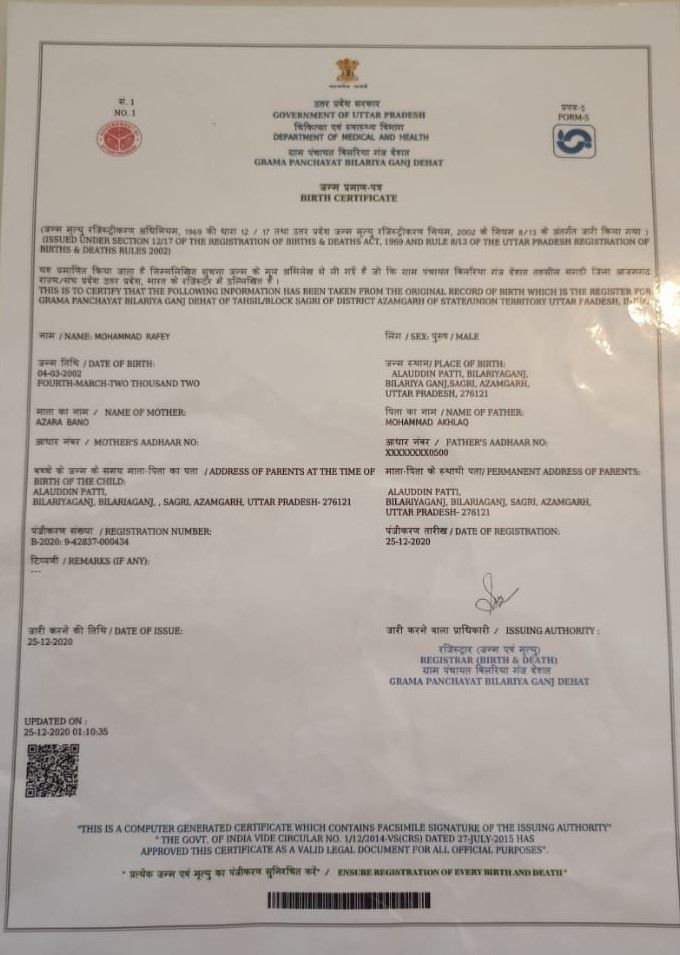 सं. 1
NO. 1
उत्तर प्रदेश सरकार
GOVERNMENT OF UTTAR PRADESH
चिकित्सा एवं स्वास्थ्य विभाग
DEPARTMENT OF MEDICAL AND HEALTH
ग्राम पंचायत बिलरिया गंज देहात
GRAMA PANCHAYAT BILARIYA GANJ DEHAT
प्रपत्र-5
FORM-5
जन्म प्रमाण-पत्र
BIRTH CERTIFICATE
(जन्म मृत्यु रजिस्ट्रीकरण अधिनियम, 1969 की धारा 12 / 17 तथा उत्तर प्रदेश जन्म मृत्यु रजिस्ट्रीकरण नियम, 2002 के नियम 8/13 के अंतर्गत जारी किया गया )
(ISSUED UNDER SECTION 12/17 OF THE REGISTRATION OF BIRTHS & DEATHS ACT, 1969 AND RULE 8/13 OF THE UTTAR PRADESH REGISTRATION OF
BIRTHS & DEATHS RULES 2002)
यह प्रमाणित किया जाता है निम्नलिखित सूचना जन्म के मूल अभिलेख से ली गई है जो कि ग्राम पंचायत बिलरिया गंज देहात तहसील सगड़ी जिला आजमगढ़
राज्य/संघ प्रदेश उत्तर प्रदेश, भारत के रजिस्टर में उल्लिखित है।
THIS IS TO CERTIFY THAT THE FOLLOWING INFORMATION HAS BEEN TAKEN FROM THE ORIGINAL RECORD OF BIRTH WHICH IS THE REGISTER FOR
GRAMA PANCHAYAT BILARIYA GANJ DEHAT OF TAHSIL/BLOCK SAGRI OF DISTRICT AZAMGARH OF STATE/UNION TERRITORY UTTAR PRADESH,
नाम / NAME: MOHAMMAD RAFEY
लिंग / SEX: पुरुष / MALE
जन्म तिथि / DATE OF BIRTH:
04-03-2002
FOURTH-MARCH-TWO THOUSAND TWO
जन्म स्थान/ PLACE OF BIRTH:
ALAUDDIN PATTI, BILARIYAGANJ,
BILARIYA GANJ,SAGRI, AZAMGARH,
UTTAR PRADESH, 276121
माता का नाम / NAME OF MOTHER:
AZARA BANO
पिता का नाम / NAME OF FATHER:
MOHAMMAD AKHLAQ
आधार नंबर / MOTHER'S AADHAAR NO:
आधार नंबर / FATHER'S AADHAAR NO:
XXXXXXXX0500
बच्चे के जन्म के समय माता-पिता का पता / ADDRESS OF PARENTS AT THE TIME OF
BIRTH OF THE CHILD:
ALAUDDIN PATTI,
BILARIYAGANJ, BILARIAGANJ, , SAGRI, AZAMGARH, UTTAR PRADESH- 276121
माता-पिता के स्थायी पता/ PERMANENT ADDRESS OF PARENTS:
ALAUDDIN PATTI,
BILARIYAGANJ, BILARIAGANJ, SAGRI, AZAMGARH,
UTTAR PRADESH- 276121
पंजीकरण संख्या / REGISTRATION NUMBER:
B-2020: 9-42837-000434
पंजीकरण तारीख / DATE OF REGISTRATION:
25-12-2020
टिप्पणी / REMARKS (IF ANY):
---
जारी करने की तिथि / DATE OF ISSUE:
25-12-2020
जारी करने वाला प्राधिकारी / ISSUING AUTHORITY :
रजिस्ट्रार (जन्म एवं मृत्यु)
REGISTRAR (BIRTH & DEATH)
ग्राम पंचायत बिलरिया गंज देहात
GRAMA PANCHAYAT BILARIYA GANJ DEHAT
UPDATED ON :
25-12-2020 01:10:35
"THIS IS A COMPUTER GENERATED CERTIFICATE WHICH CONTAINS FACSIMILE SIGNATURE OF THE ISSUING AUTHORITY"
" THE GOVT. OF INDIA VIDE CIRCULAR NO. 1/12/2014-VS(CRS) DATED 27-JULY-2015 HAS
APPROVED THIS CERTIFICATE AS A VALID LEGAL DOCUMENT FOR ALL OFFICIAL PURPOSES".
" प्रत्येक जन्म एवं मृत्यु का पंजीकरण सुनिश्चित करें" / ENSURE REGISTRATION OF EVERY BIRTH AND DEATH"